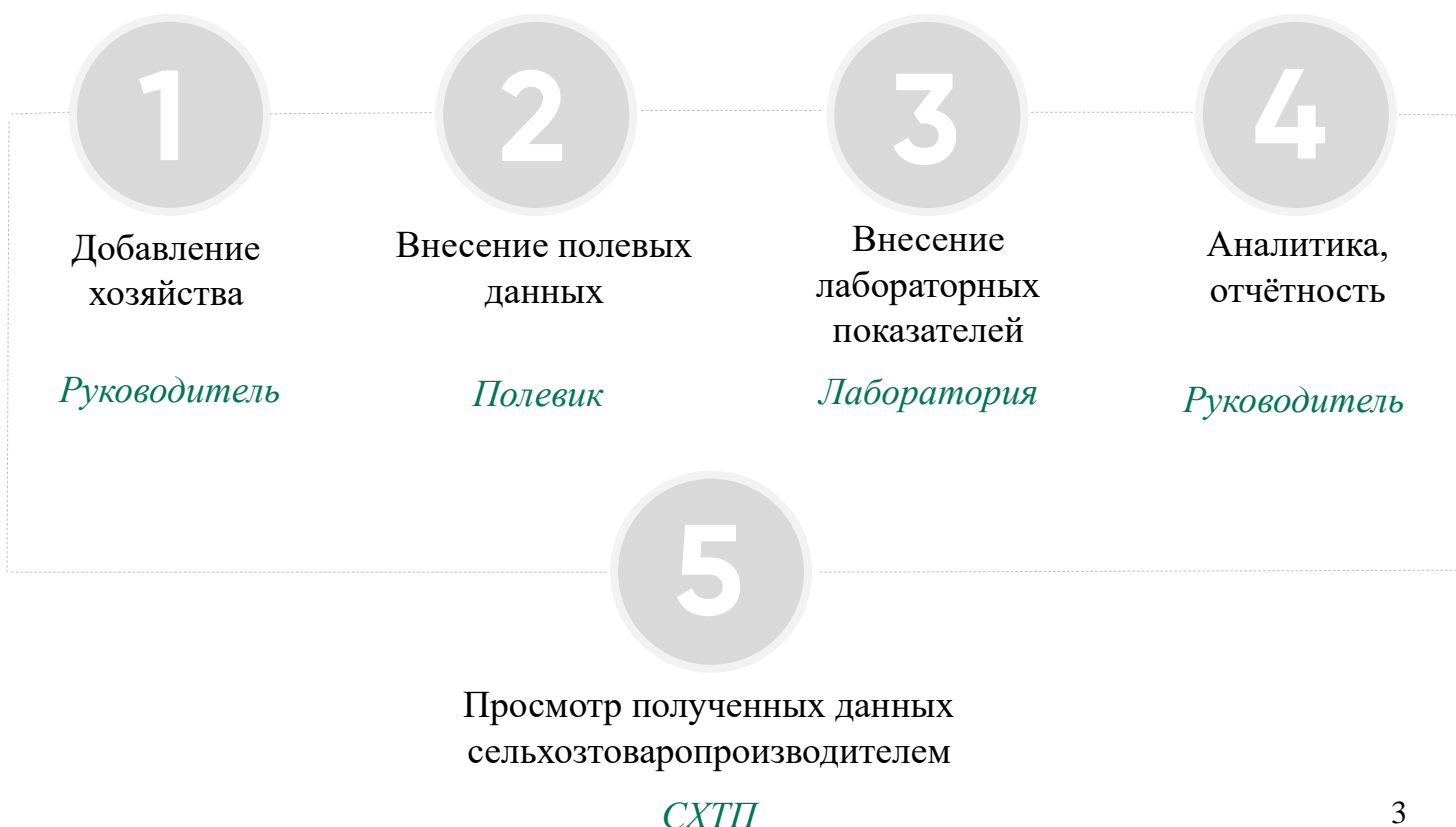 1
Добавление
хозяйства
Руководитель
2
Внесение полевых
данных
Полевик
3
Внесение
лабораторных
показателей
Лаборатория
4
Аналитика,
отчётность
Руководитель
5
Просмотр полученных данных
сельхозтоваропроизводителем
СХТП
3